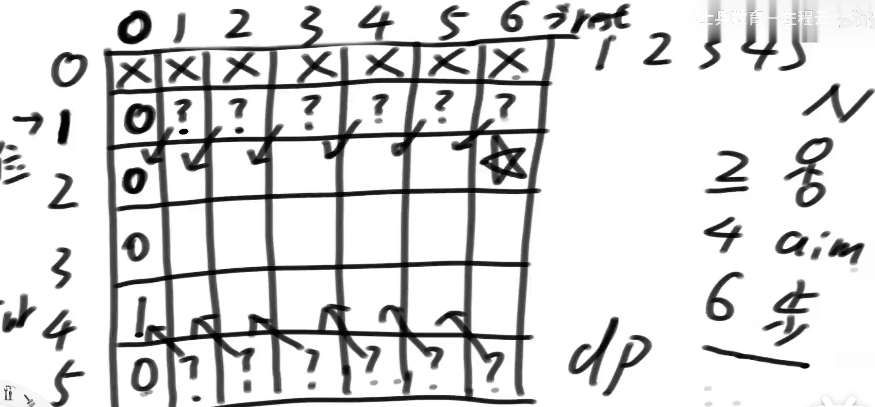 0 1 2 3 4 5 6 → rest
1 2 3 4 5
0 × × × × × × ×
→ 1 0 ? ? ? ? ? ?
N
2 0
2
3 0
4 aim
4 1
6 步
5 0 ? ? ? ? ? ?
dp